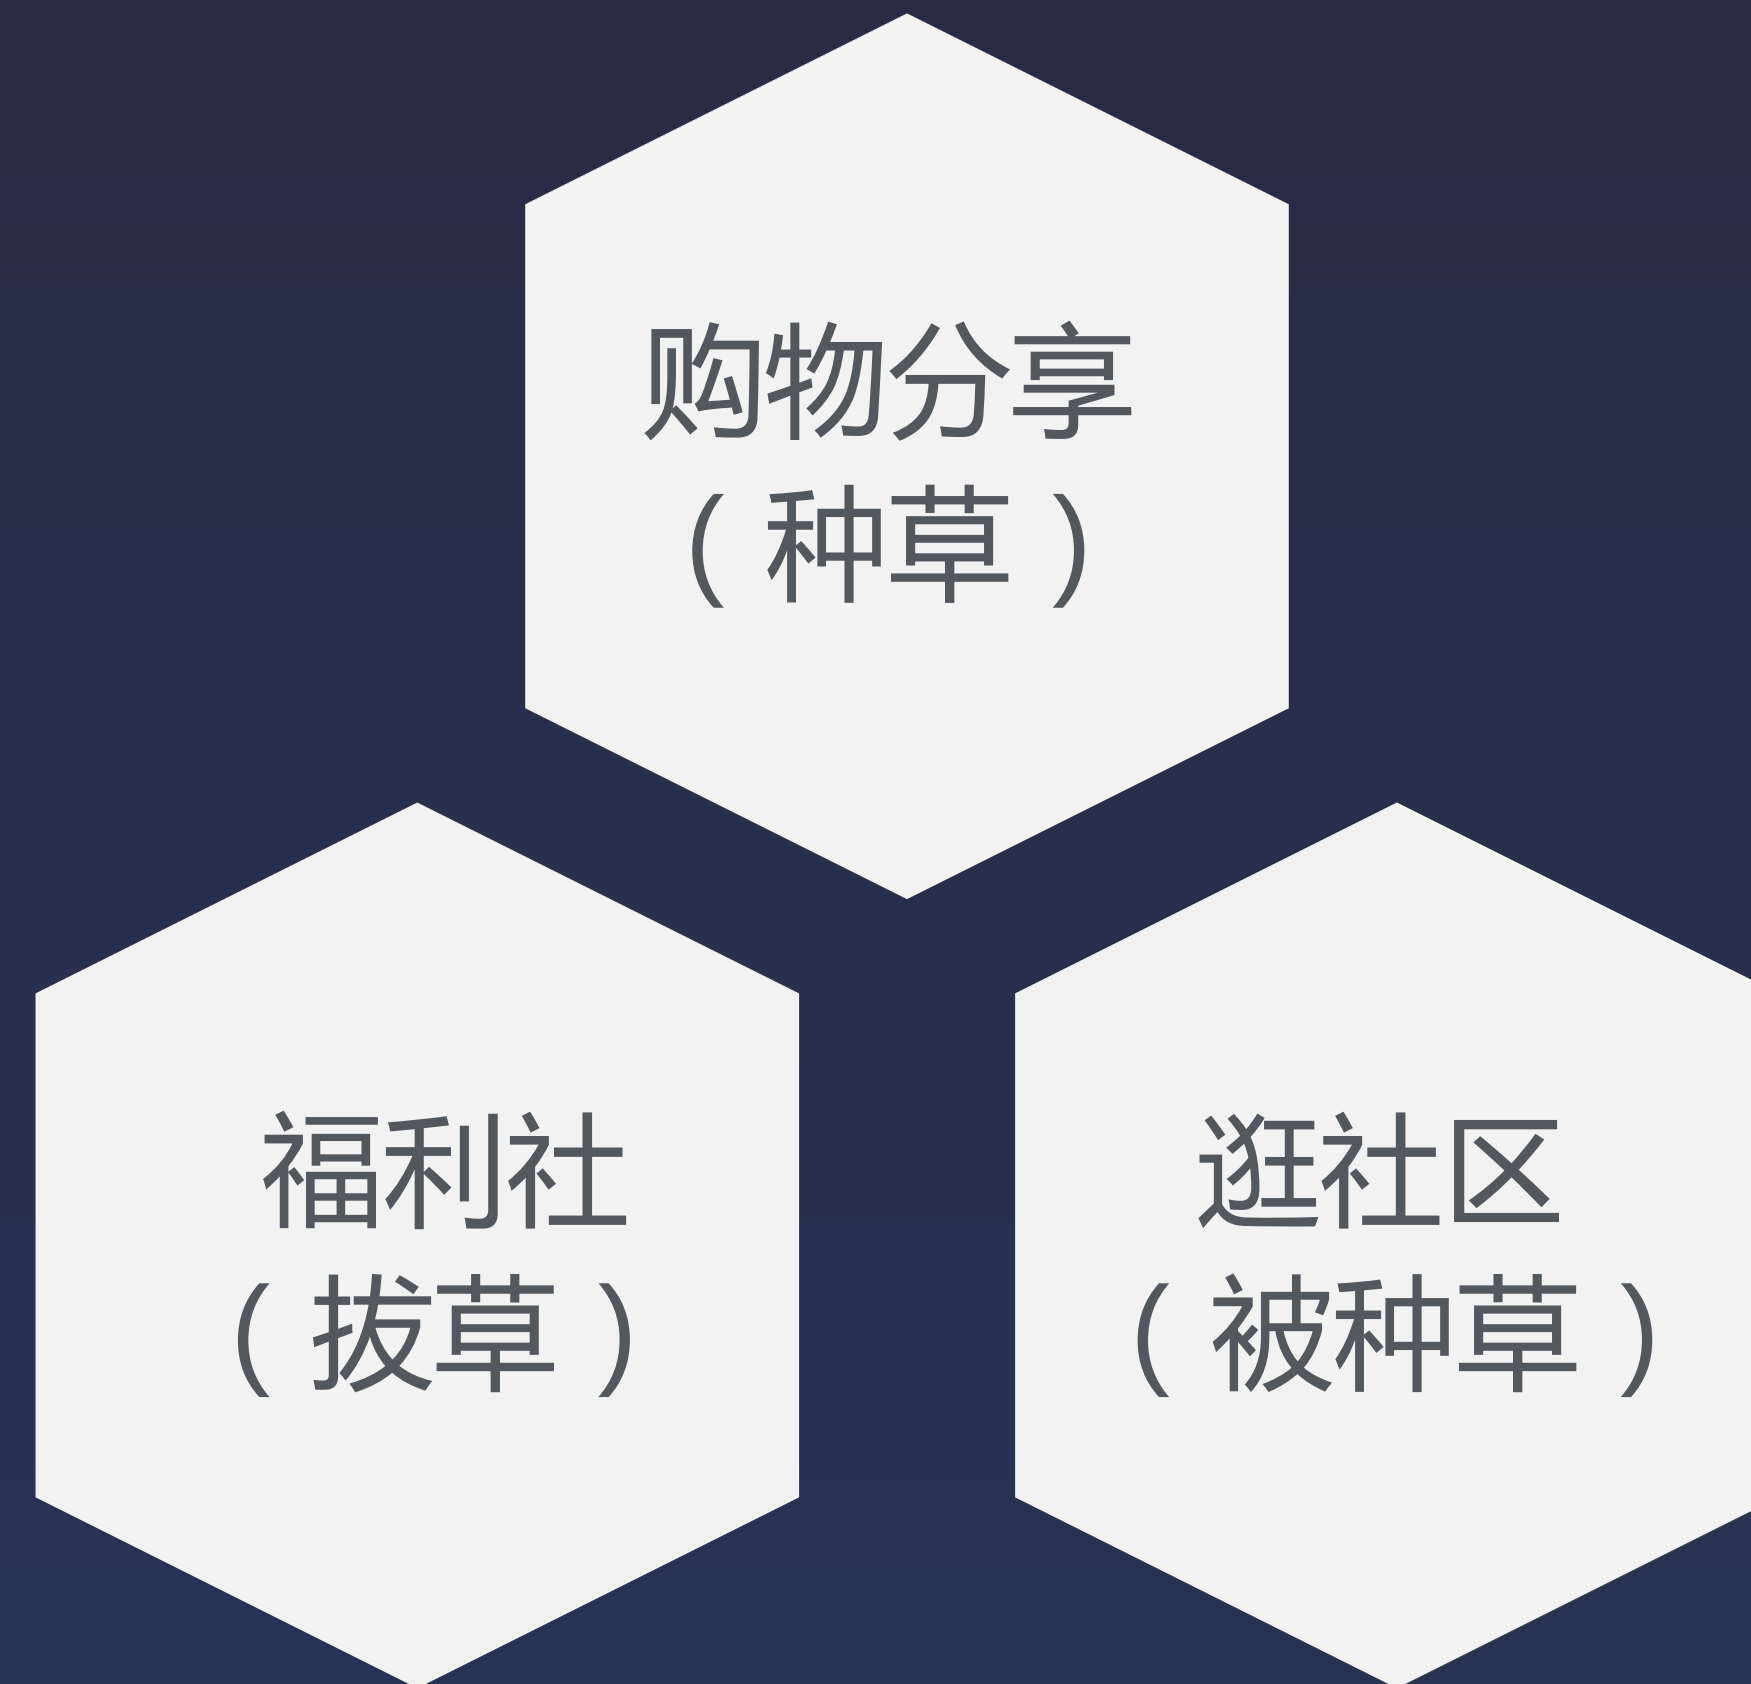 购物分享
（种草）
福利社
（拔草）
逛社区
（被种草）